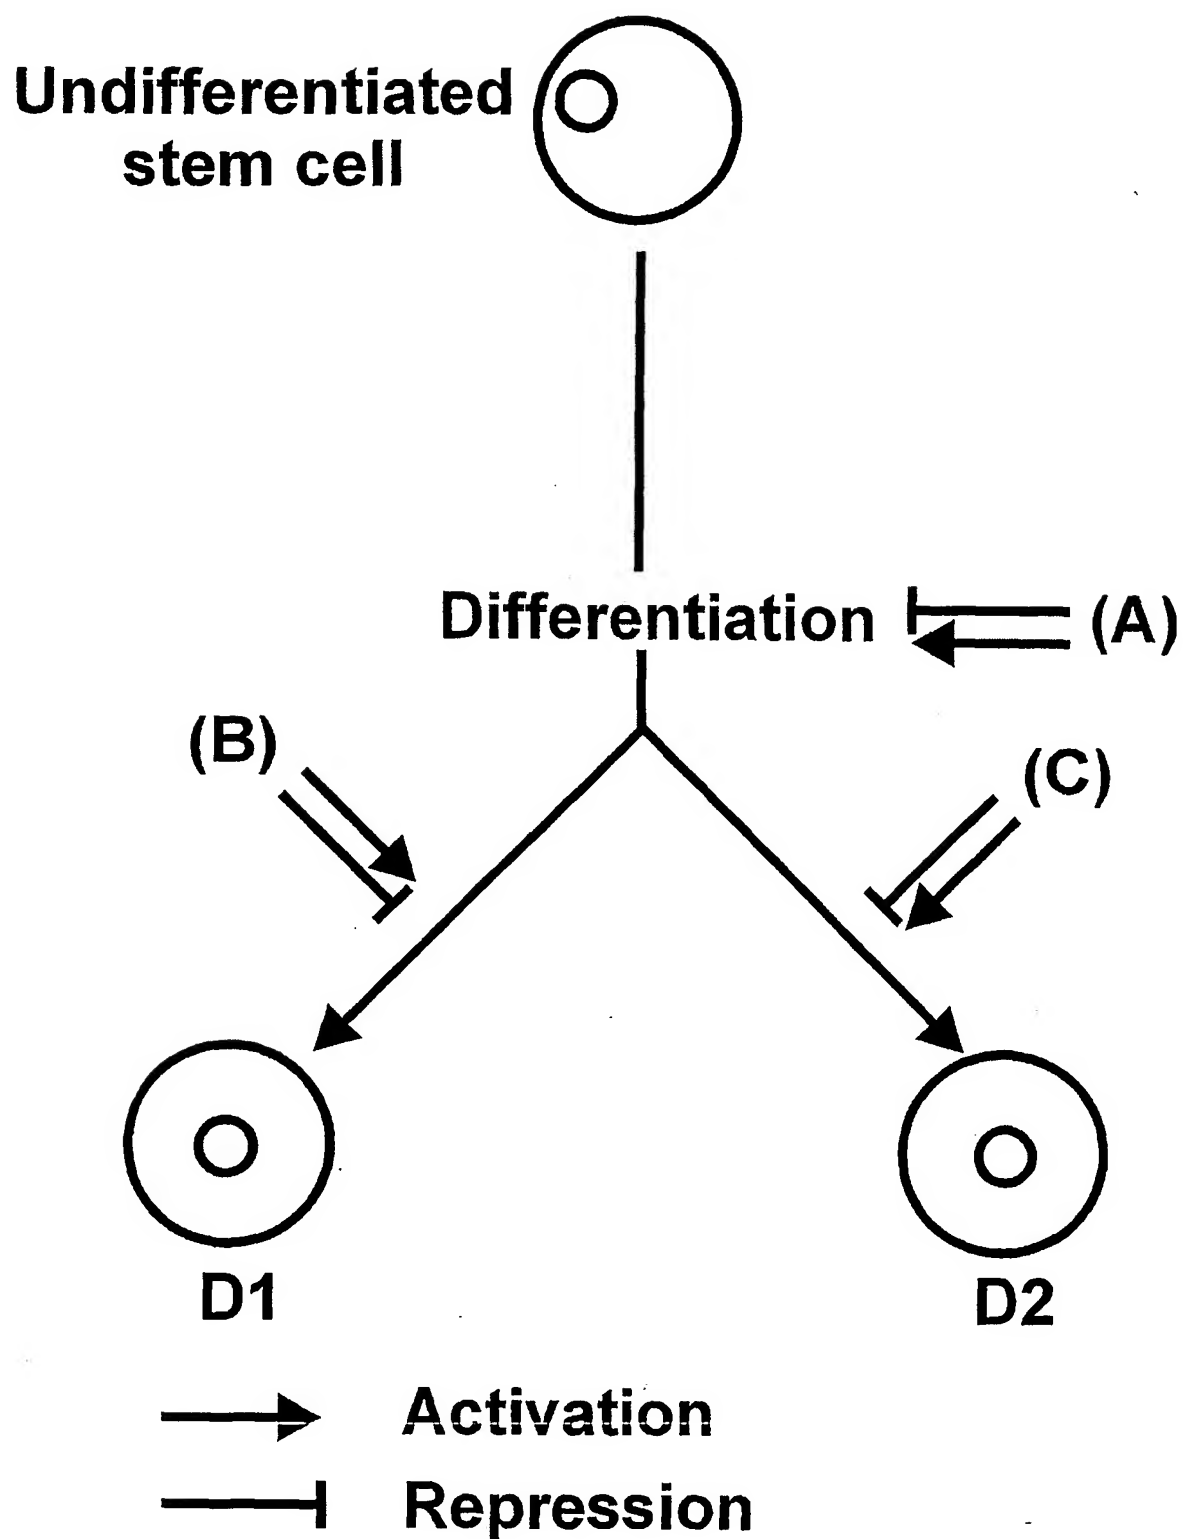 Undifferentiated
stem cell
Differentiation
(A)
(B)
(C)
D1
D2
Activation
Repression